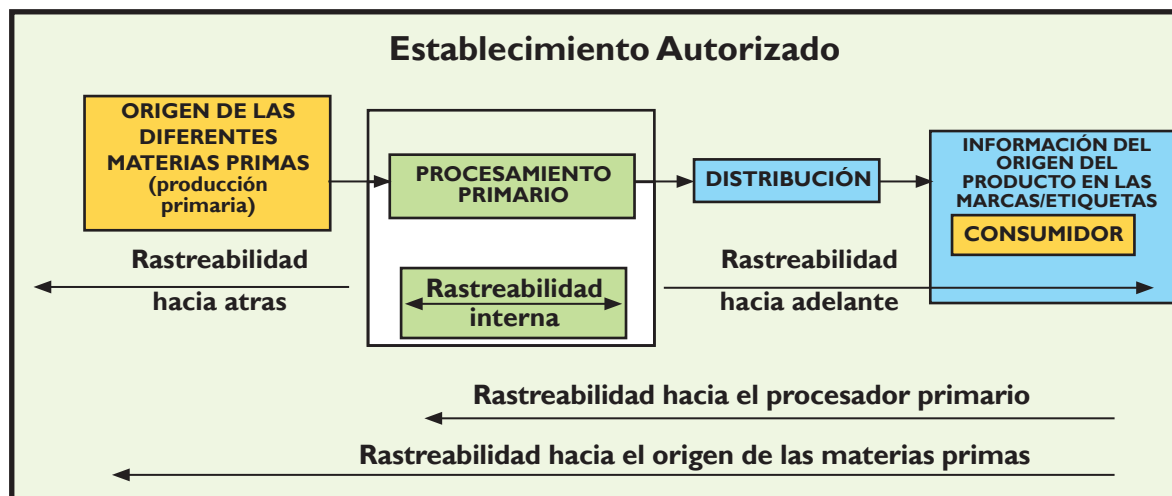 Establecimiento Autorizado
ORIGEN DE LAS
DIFERENTES
MATERIAS PRIMAS
(producción
primaria)
PROCESAMIENTO
PRIMARIO
DISTRIBUCIÓN
INFORMACIÓN DEL
ORIGEN DEL
PRODUCTO EN LAS
MARCAS/ETIQUETAS
CONSUMIDOR
Rastreabilidad
hacia atras
Rastreabilidad
interna
Rastreabilidad
hacia adelante
Rastreabilidad hacia el procesador primario
Rastreabilidad hacia el origen de las materias primas